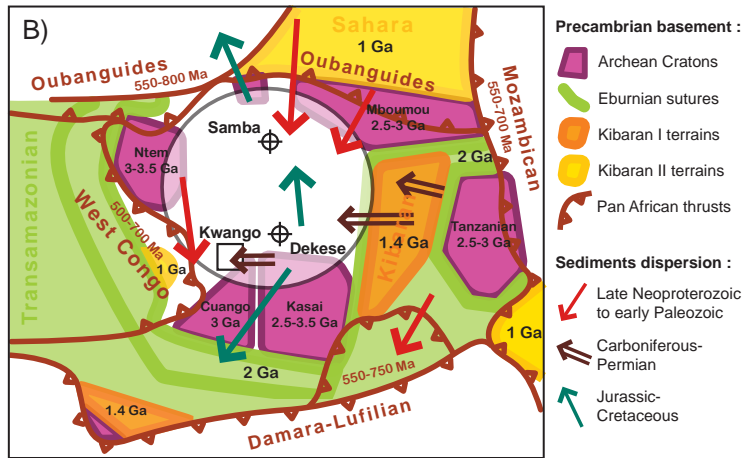 B)
Sahara
1 Ga
Oubanguides
550-800 Ma
Oubanguides
Mozambican
550-700 Ma
Mboumou
2.5-3 Ga
Samba
Ntem
3-3.5 Ga
2 Ga
Transamazonian
West Congo
500-700 Ma
1 Ga
Kibaran
1.4 Ga
Tanzanian
2.5-3 Ga
Kwango
Dekese
Cuango
3 Ga
Kasai
2.5-3.5 Ga
1 Ga
2 Ga
550-750 Ma
1.4 Ga
Damara-Lufilian
Precambrian basement :
Archean Cratons
Eburnian sutures
Kibaran I terrains
Kibaran II terrains
Pan African thrusts
Sediments dispersion :
Late Neoproterozoic
to early Paleozoic
Carboniferous-
Permian
Jurassic-
Cretaceous